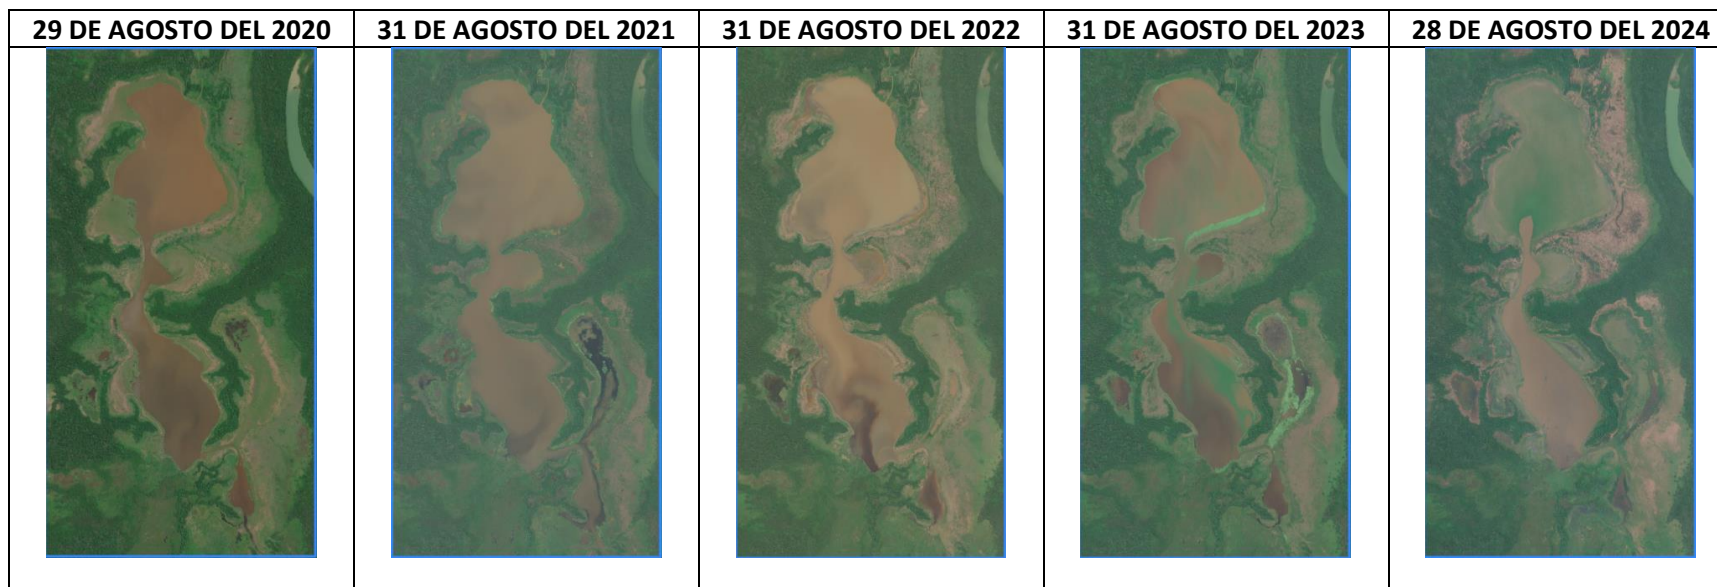 29 DE AGOSTO DEL 2020
31 DE AGOSTO DEL 2021
31 DE AGOSTO DEL 2022
31 DE AGOSTO DEL 2023
28 DE AGOSTO DEL 2024